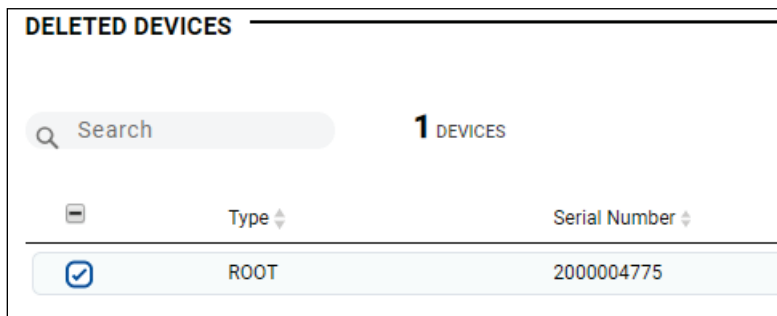 DELETED DEVICES
Search 1 DEVICES
Type Serial Number
ROOT 2000004775